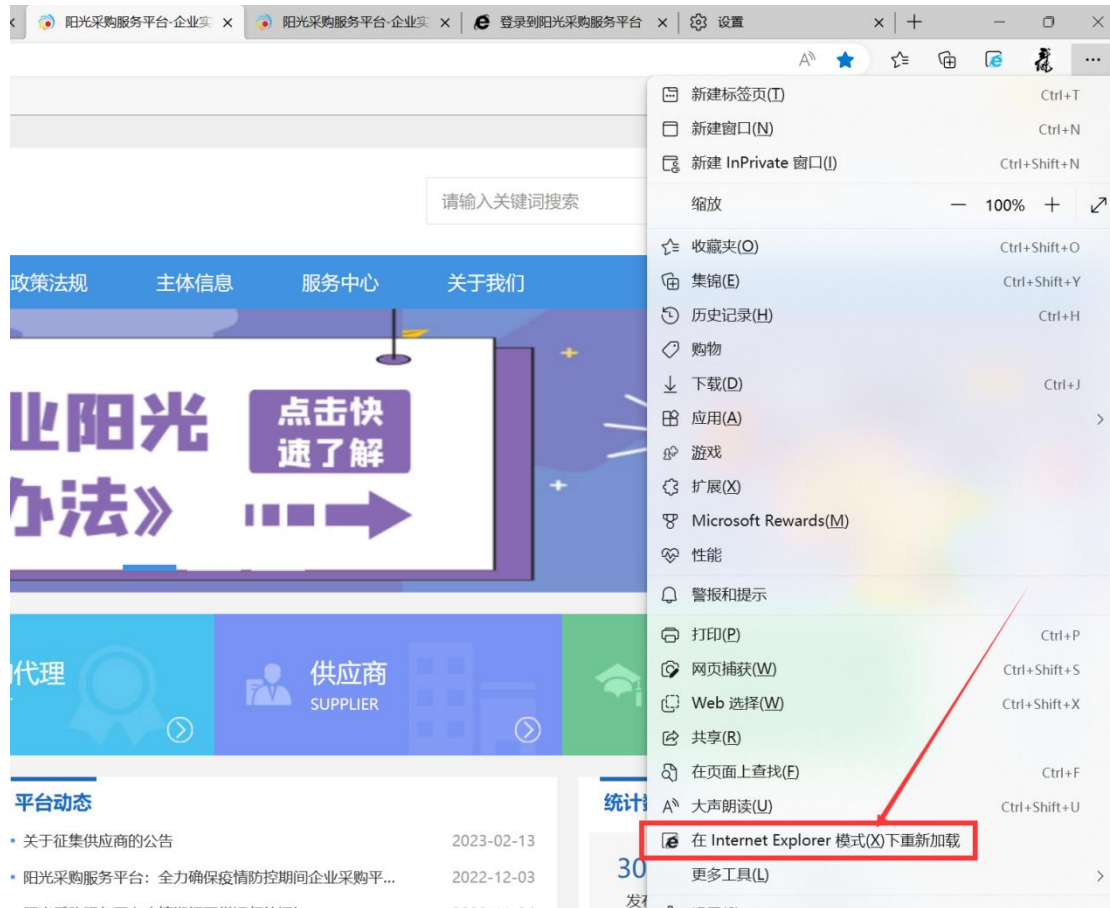 阳光采购服务平台-企业实
阳光采购服务平台-企业实
登录到阳光采购服务平台
设置
新建标签页(T) Ctrl+T
新建窗口(N) Ctrl+N
新建 InPrivate 窗口(I) Ctrl+Shift+N
请输入关键词搜索
缩放 — 100% +
收藏夹(O) Ctrl+Shift+O
政策法规 主体信息 服务中心 关于我们
集锦(E) Ctrl+Shift+Y
历史记录(H) Ctrl+H
购物
下载(D) Ctrl+J
业阳光
点击快
速了解
应用(A)
游戏
办法》
扩展(X)
Microsoft Rewards(M)
性能
警报和提示
打印(P) Ctrl+P
代理
供应商
SUPPLIER
网页捕获(W) Ctrl+Shift+S
Web 选择(W) Ctrl+Shift+X
共享(R)
在页面上查找(F) Ctrl+F
平台动态
统计
大声朗读(U) Ctrl+Shift+U
• 关于征集供应商的公告 2023-02-13
在 Internet Explorer 模式(X)下重新加载
30
更多工具(L)
• 阳光采购服务平台：全力确保疫情防控期间企业采购平... 2022-12-03